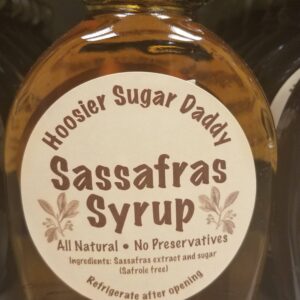 Hoosier Sugar Daddy
Sassafras
Syrup
All Natural • No Preservatives
Ingredients: Sassafras extract and sugar
(Safrole free)
Refrigerate after opening